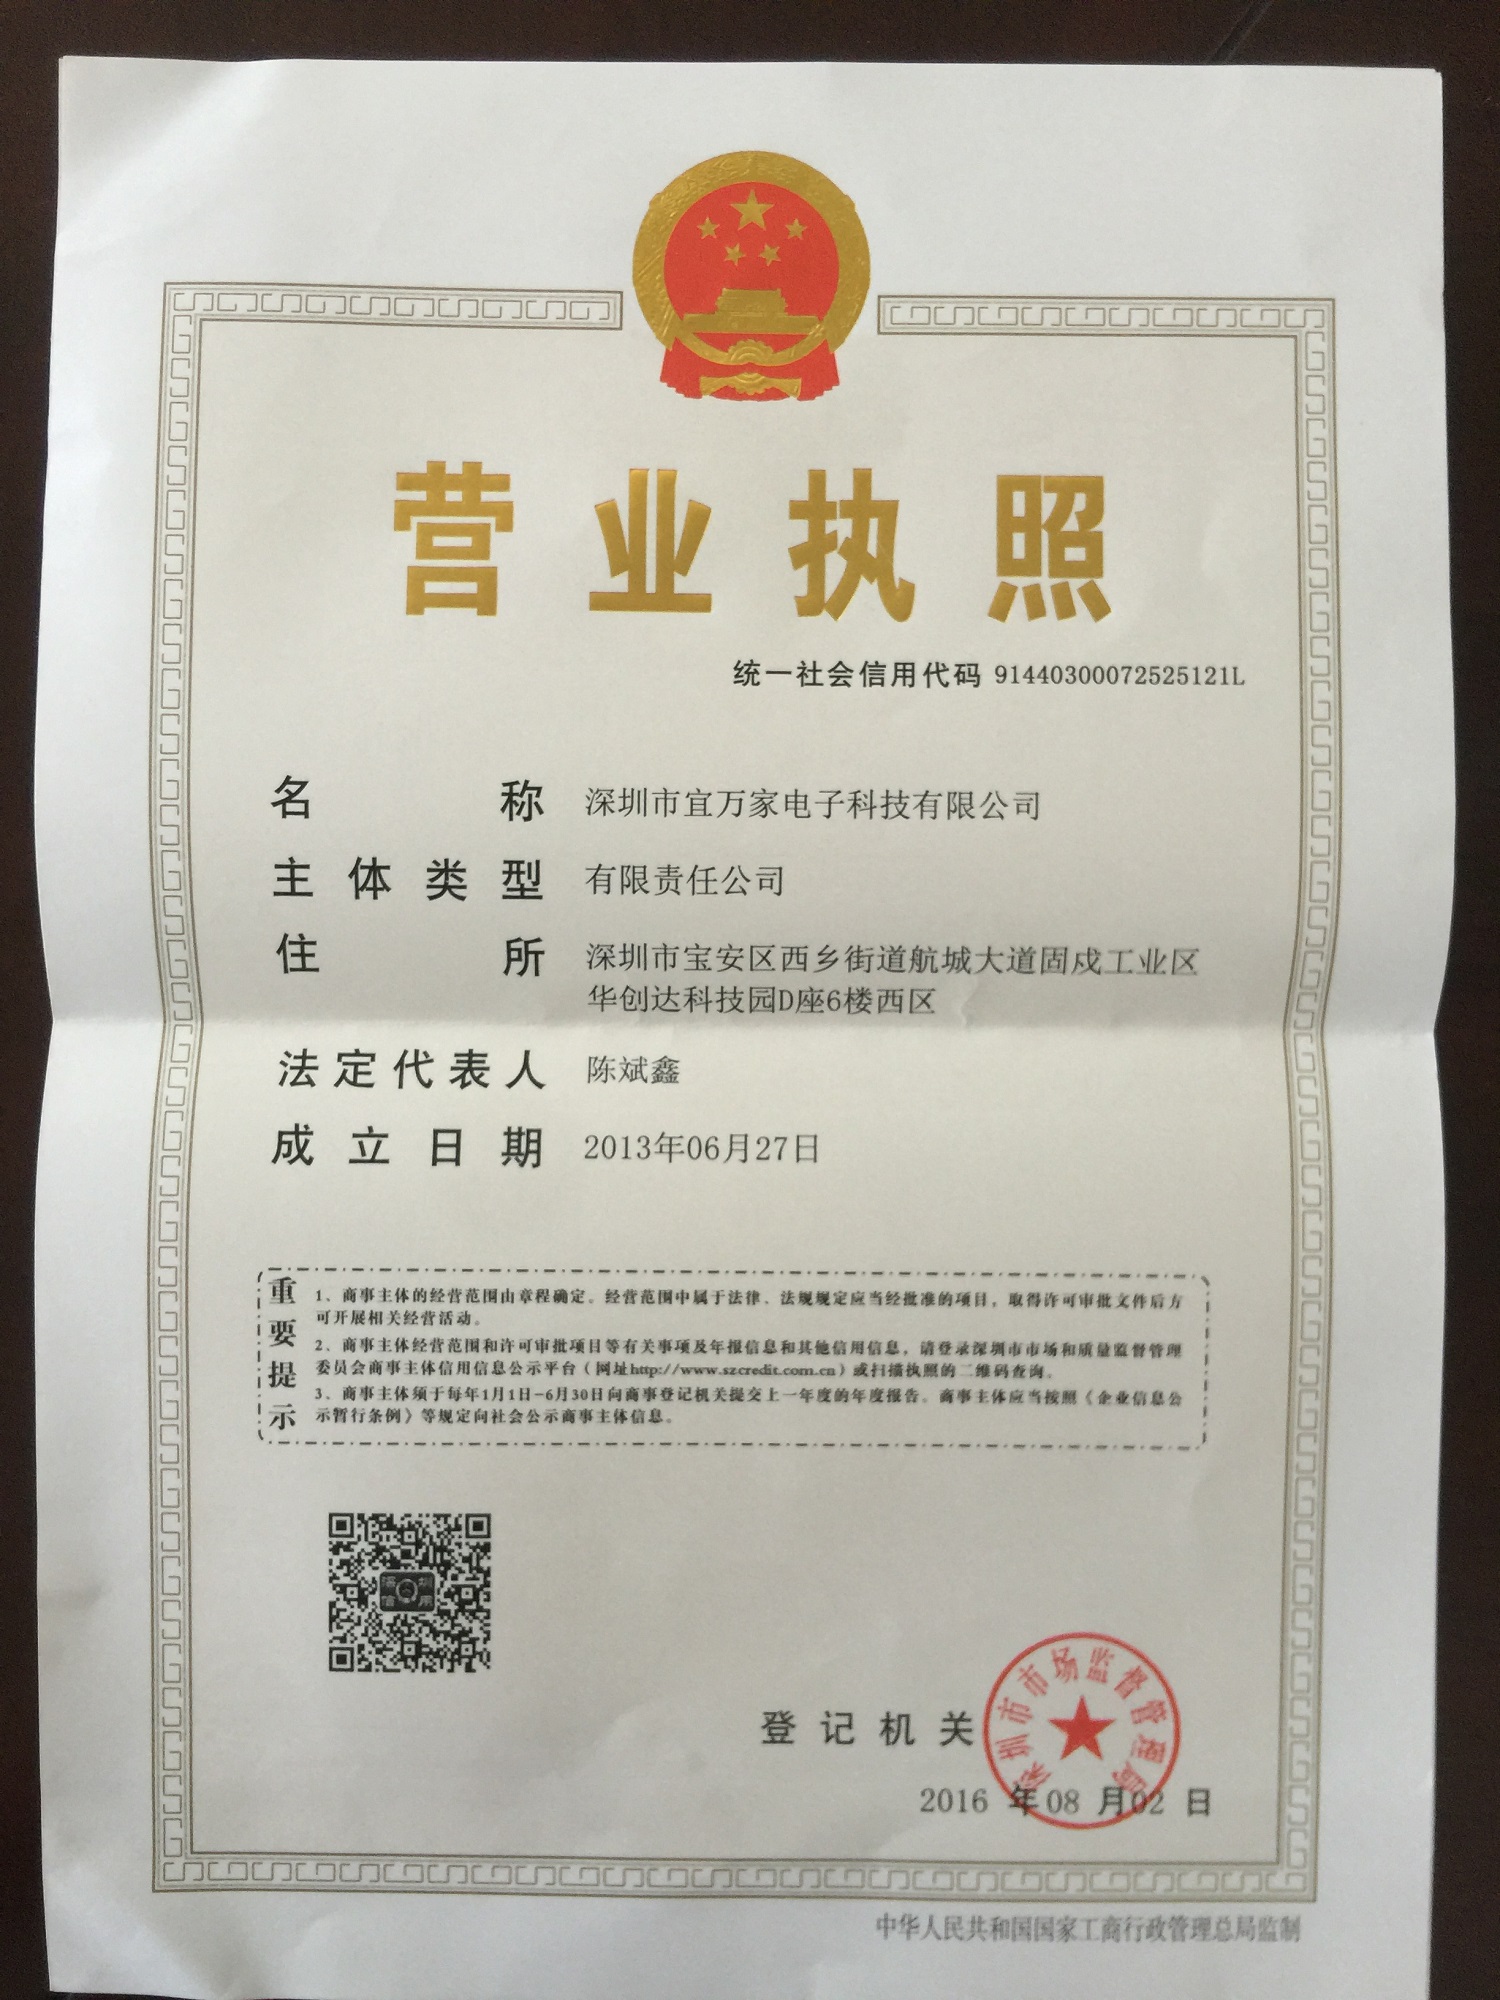 营业执照
统一社会信用代码 91440300072525121L
名称 深圳市宜万家电子科技有限公司
主体类型 有限责任公司
住所 深圳市宝安区西乡街道航城大道固戍工业区
华创达科技园D座6楼西区
法定代表人 陈斌鑫
成立日期 2013年06月27日
重要提示
1、商事主体的经营范围由章程确定。经营范围中属于法律、法规规定应当经批准的项目，取得许可审批文件后方
可开展相关经营活动。
2、商事主体经营范围和许可审批项目等有关事项及年报信息和其他信用信息，请登录深圳市市场和质量监督管理
委员会商事主体信用信息公示平台（网址http://www.szcredit.com.cn）或扫描执照的二维码查询。
3、商事主体须于每年1月1日-6月30日向商事登记机关提交上一年度的年度报告。商事主体应当按照《企业信息公
示暂行条例》等规定向社会公示商事主体信息。
深圳信用
登记机关
深圳市市场监督管理局
2016 年 08 月 02 日
中华人民共和国国家工商行政管理总局监制